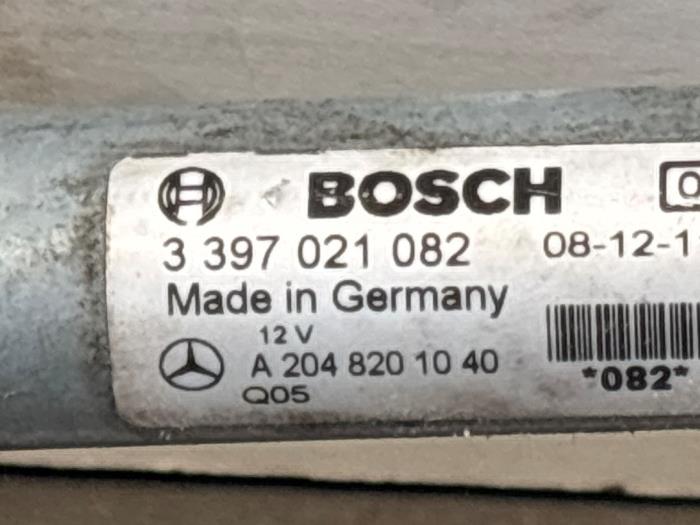 BOSCH
3 397 021 082 08-12-1
Made in Germany
12 V
A 204 820 10 40
Q05
*082*